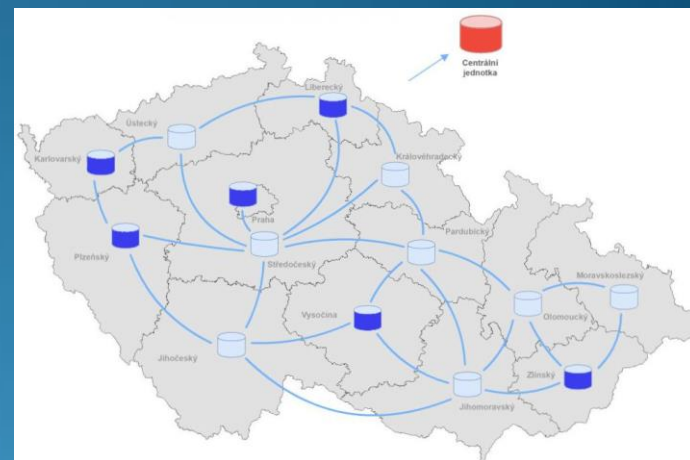 Centrální
jednotka
Liberecký
Ústecký
Karlovarský
Královéhradecký
Praha
Pardubický
Plzeňský
Středočeský
Moravskoslezský
Vysočina
Olomoucký
Jihočeský
Zlínský
Jihomoravský